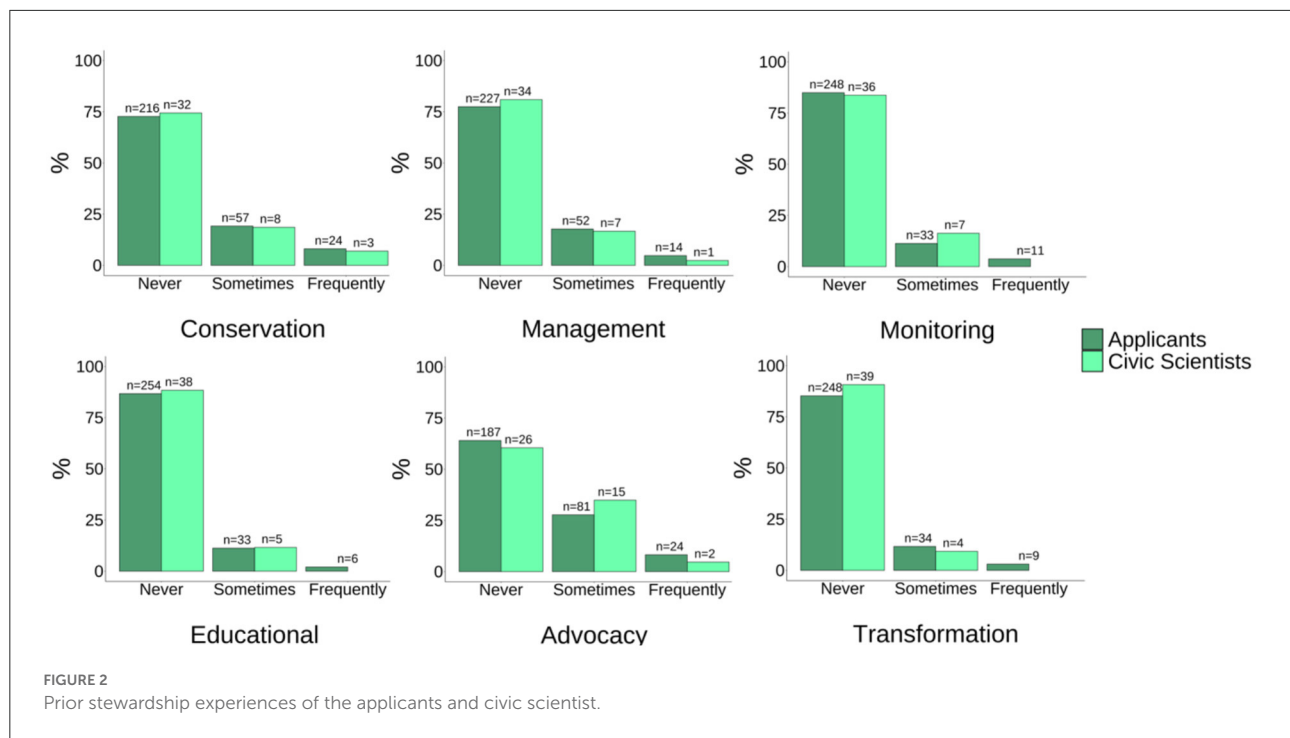 100
75
50
25
0
%
n=216 n=32
n=57 n=8
n=24 n=3
Never Sometimes Frequently
Conservation
100
75
50
25
0
%
n=227 n=34
n=52 n=7
n=14 n=1
Never Sometimes Frequently
Management
100
75
50
25
0
%
n=248 n=36
n=33 n=7
n=11
Never Sometimes Frequently
Monitoring
Applicants
Civic Scientists
100
75
50
25
0
%
n=254 n=38
n=33 n=5
n=6
Never Sometimes Frequently
Educational
100
75
50
25
0
%
n=187 n=26
n=81 n=15
n=24 n=2
Never Sometimes Frequently
Advocacy
100
75
50
25
0
%
n=248 n=39
n=34 n=4
n=9
Never Sometimes Frequently
Transformation
FIGURE 2
Prior stewardship experiences of the applicants and civic scientist.